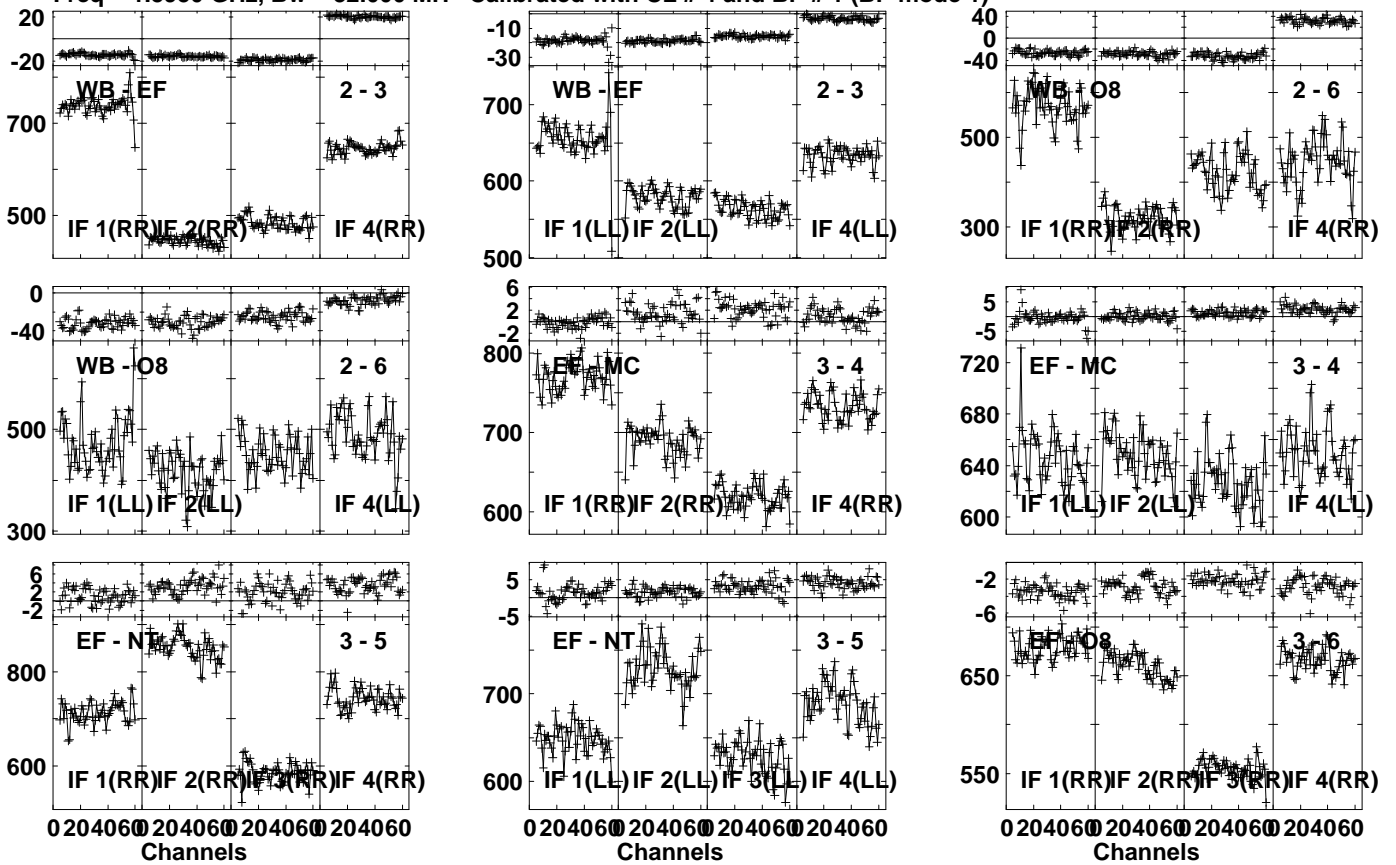 Calibrated with CL # and BP # 1 (BP mode 1)
20
0
-20
700
500
WB - EF
2 - 3
IF 1(RR)
IF 2(RR)
IF 4(RR)
-10
-30
700
600
500
WB - EF
2 - 3
IF 1(LL)
IF 2(LL)
IF 4(LL)
40
0
-40
500
300
WB - O8
2 - 6
IF 1(RR)
IF 2(RR)
IF 4(RR)
0
-40
500
300
WB - O8
2 - 6
IF 1(LL)
IF 2(LL)
IF 4(LL)
6
2
-2
800
700
600
EF - MC
3 - 4
IF 1(RR)
IF 2(RR)
IF 4(RR)
5
-5
720
680
640
600
EF - MC
3 - 4
IF 1(LL)
IF 2(LL)
IF 4(LL)
6
2
-2
800
600
EF - NT
3 - 5
IF 1(RR)
IF 2(RR)
IF 3(RR)
IF 4(RR)
0 20 40 60 0 20 40 60 0 20 40 60 0 20 40 60
Channels
5
-5
700
600
EF - NT
3 - 5
IF 1(LL)
IF 2(LL)
IF 3(LL)
IF 4(LL)
0 20 40 60 0 20 40 60 0 20 40 60 0 20 40 60
Channels
-2
-6
650
550
EF - O8
3 - 6
IF 1(RR)
IF 2(RR)
IF 3(RR)
IF 4(RR)
0 20 40 60 0 20 40 60 0 20 40 60 0 20 40 60
Channels